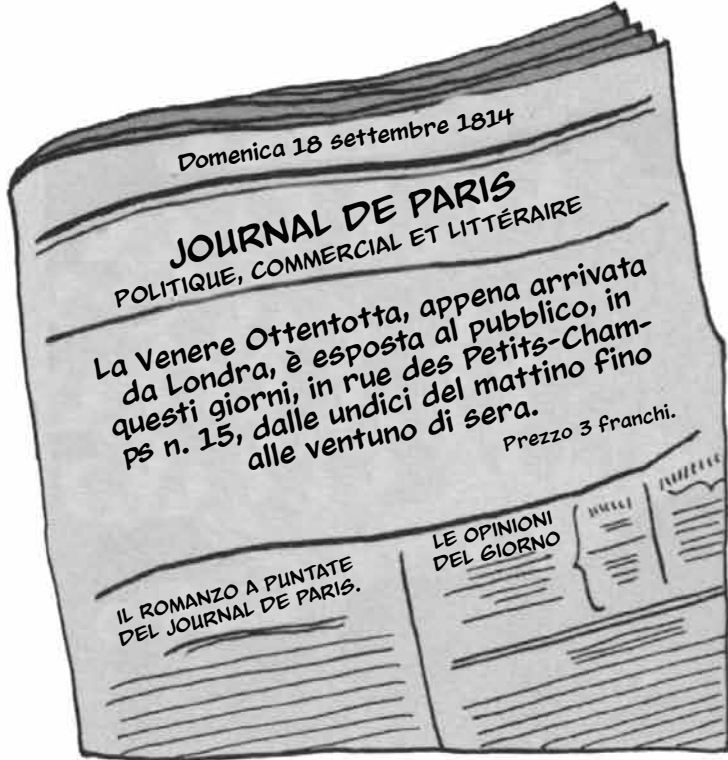 Domenica 18 settembre 1814
JOURNAL DE PARIS
POLITIQUE, COMMERCIAL ET LITTÉRAIRE
La Venere Ottentotta, appena arrivata
da Londra, è esposta al pubblico, in
questi giorni, in rue des Petits-Cham-
ps n. 15, dalle undici del mattino fino
alle ventuno di sera.
Prezzo 3 franchi.
IL ROMANZO A PUNTATE
DEL JOURNAL DE PARIS.
LE OPINIONI
DEL GIORNO